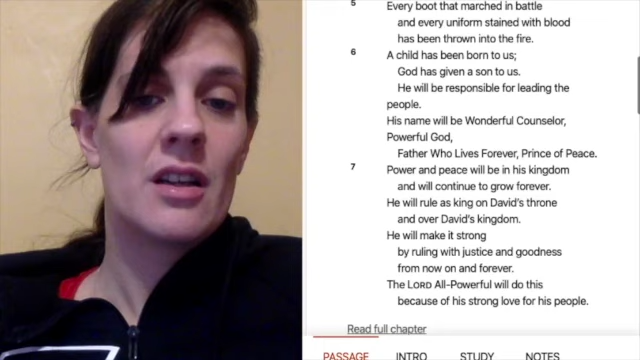 5 Every boot that marched in battle
and every uniform stained with blood
has been thrown into the fire.
6 A child has been born to us;
God has given a son to us.
He will be responsible for leading the
people.
His name will be Wonderful Counselor,
Powerful God,
Father Who Lives Forever, Prince of Peace.
7 Power and peace will be in his kingdom
and will continue to grow forever.
He will rule as king on David's throne
and over David's kingdom.
He will make it strong
by ruling with justice and goodness
from now on and forever.
The LORD All-Powerful will do this
because of his strong love for his people.
Read full chapter
PASSAGE INTRO STUDY NOTES